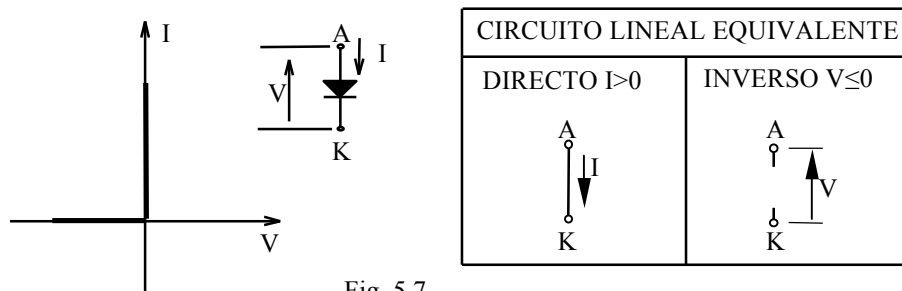 I
V
A
I
V
K
CIRCUITO LINEAL EQUIVALENTE
DIRECTO I>0
INVERSO V≤0
A
I
K
A
V
K
Fig. 5.7